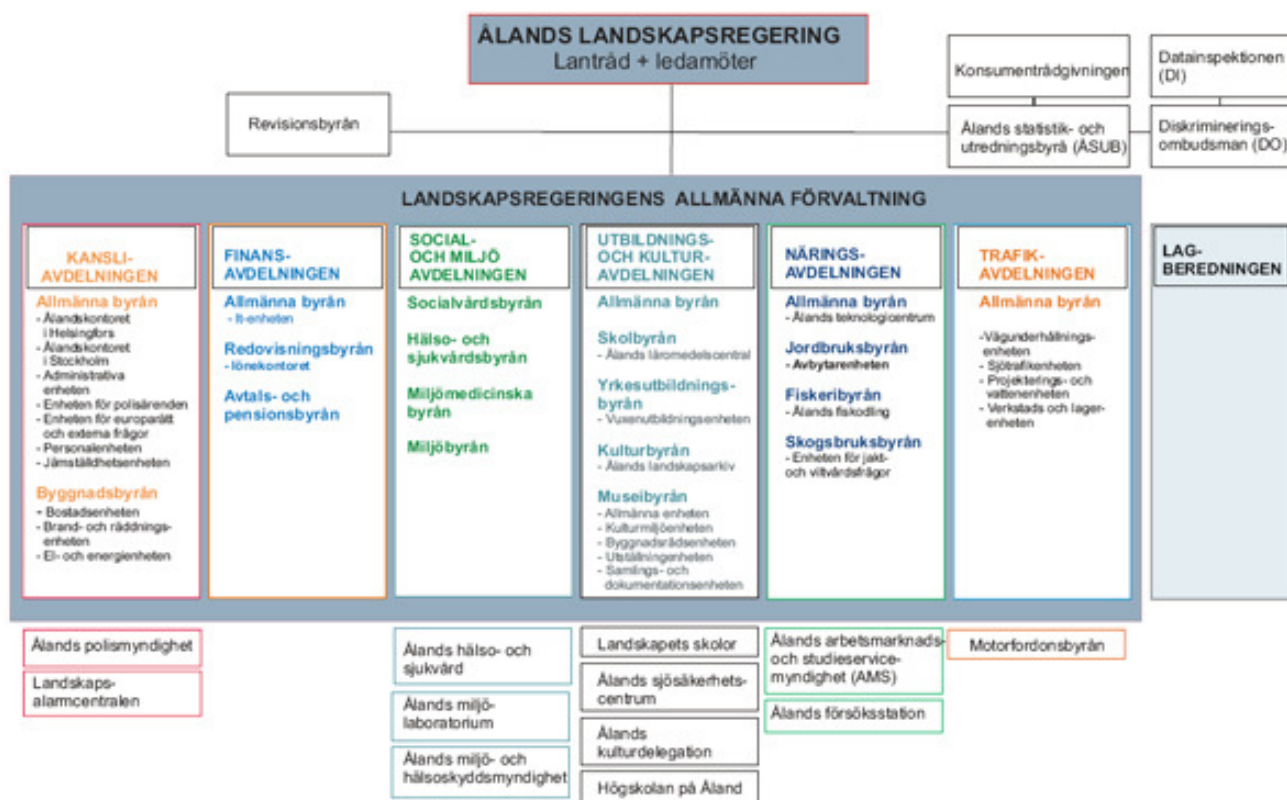 ÅLANDS LANDSKAPSREGERING
Lantråd + ledamöter
Revisionsbyrån
Konsumentrådgivningen
Datainspektionen
(DI)
Ålands statistik- och
utredningsbyrå (ÅSUB)
Diskriminerings-
ombudsman (DO)
LANDSKAPSREGERINGENS ALLMÄNNA FÖRVALTNING
KANSLI-
AVDELNINGEN
Allmänna byrån
- Ålandskontoret
i Helsingfors
- Ålandskontoret
i Stockholm
- Administrativa
enheten
- Enheten för polisärenden
- Enheten för europarätt
och externa frågor
- Personalenheten
- Jämställdhetsenheten
Byggnadsbyrån
- Bostadsenheten
- Brand- och räddnings-
enheten
- El- och energienheten
FINANS-
AVDELNINGEN
Allmänna byrån
- It-enheten
Redovisningsbyrån
- lönekontoret
Avtals- och
pensionsbyrån
SOCIAL-
OCH MILJÖ
AVDELNINGEN
Socialvårdsbyrån
Hälso- och
sjukvårdsbyrån
Miljömedicinska
byrån
Miljöbyrån
UTBILDNINGS-
OCH KULTUR-
AVDELNINGEN
Allmänna byrån
Skolbyrån
- Ålands läromedelscentral
Yrkesutbildnings-
byrån
- Vuxenutbildningsenheten
Kulturbyrån
- Ålands landskapsarkiv
Museibyrån
- Allmänna enheten
- Kulturmiljöenheten
- Byggnadsrådsenheten
- Utställningenheten
- Samlings- och
dokumentationsenheten
NÄRINGS-
AVDELNINGEN
Allmänna byrån
- Ålands teknologicentrum
Jordbruksbyrån
- Avbytarenheten
Fiskeribyrån
- Ålands fiskodling
Skogsbruksbyrån
- Enheten för jakt-
och viltvårdsfrågor
TRAFIK-
AVDELNINGEN
Allmänna byrån
- Vägunderhållnings-
enheten
- Sjötrafikenheten
- Projekterings- och
vattenenheten
- Verkstads och lager-
enheten
LAG-
BEREDNINGEN
Ålands polismyndighet
Landskaps-
alarmcentralen
Ålands hälso- och
sjukvård
Ålands miljö-
laboratorium
Ålands miljö- och
hälsoskyddsmyndighet
Landskapets skolor
Ålands sjösäkerhets-
centrum
Ålands
kulturdelegation
Högskolan på Åland
Ålands arbetsmarknads-
och studieservice-
myndighet (AMS)
Ålands försöksstation
Motorfordonsbyrån